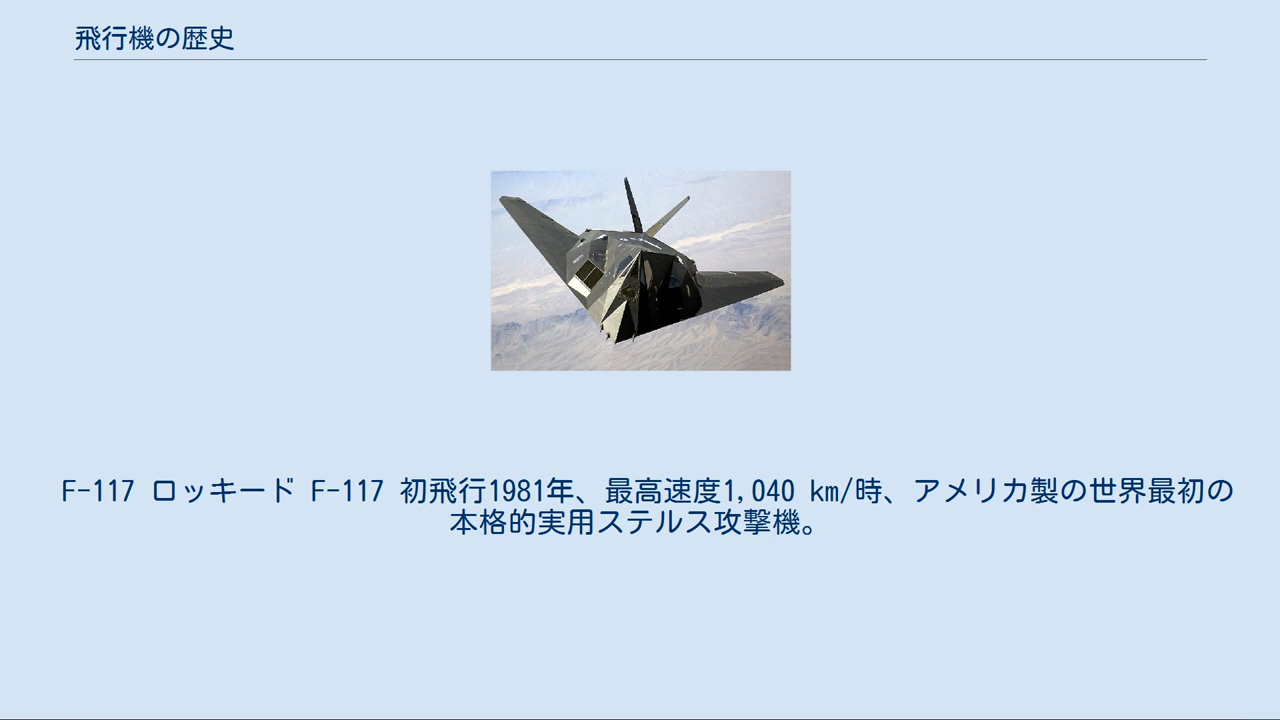 飛行機の歴史
F-117 ロッキード F-117 初飛行1981年、最高速度1,040 km/時、アメリカ製の世界最初の
本格的実用ステルス攻撃機。